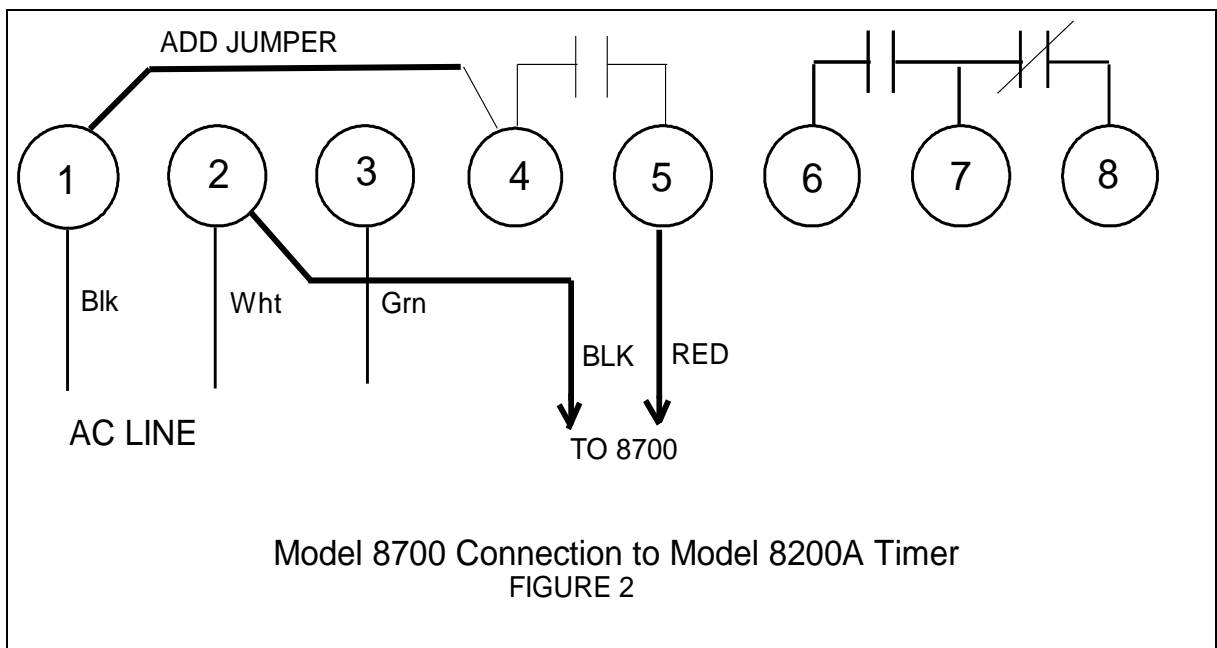 ADD JUMPER
1 2 3 4 5 6 7 8
Blk Wht Grn
BLK RED
AC LINE
TO 8700
Model 8700 Connection to Model 8200A Timer
FIGURE 2